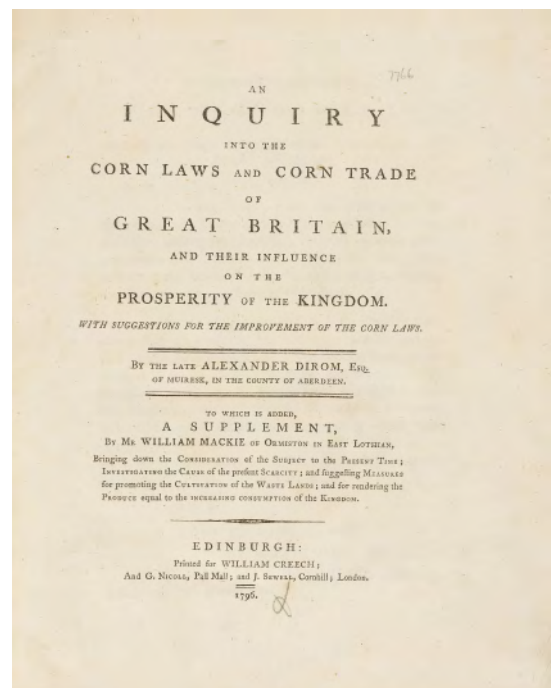 AN
INQUIRY
INTO THE
CORN LAWS AND CORN TRADE
OF
GREAT BRITAIN,
AND THEIR INFLUENCE
ON THE
PROSPERITY OF THE KINGDOM.
WITH SUGGESTIONS FOR THE IMPROVEMENT OF THE CORN LAWS.
BY THE LATE ALEXANDER DIROM, ESQ.
OF MUIRESK, IN THE COUNTY OF ABERDEEN.
TO WHICH IS ADDED,
A SUPPLEMENT,
BY MR WILLIAM MACKIE OF ORMISTON IN EAST LOTHIAN,
Bringing down the CONSIDERATION of the SUBJECT to the PRESENT TIME;
INVESTIGATING the CAUSE of the present SCARCITY; and suggesting MEASURES
for promoting the CULTIVATION of the WASTE LANDS; and for rendering the
PRODUCE equal to the INCREASING CONSUMPTION of the KINGDOM.
EDINBURGH:
Printed for WILLIAM CREECH;
And G. NICOLL, Pall Mall; and J. SEWELL, Cornhill; London.
1796.